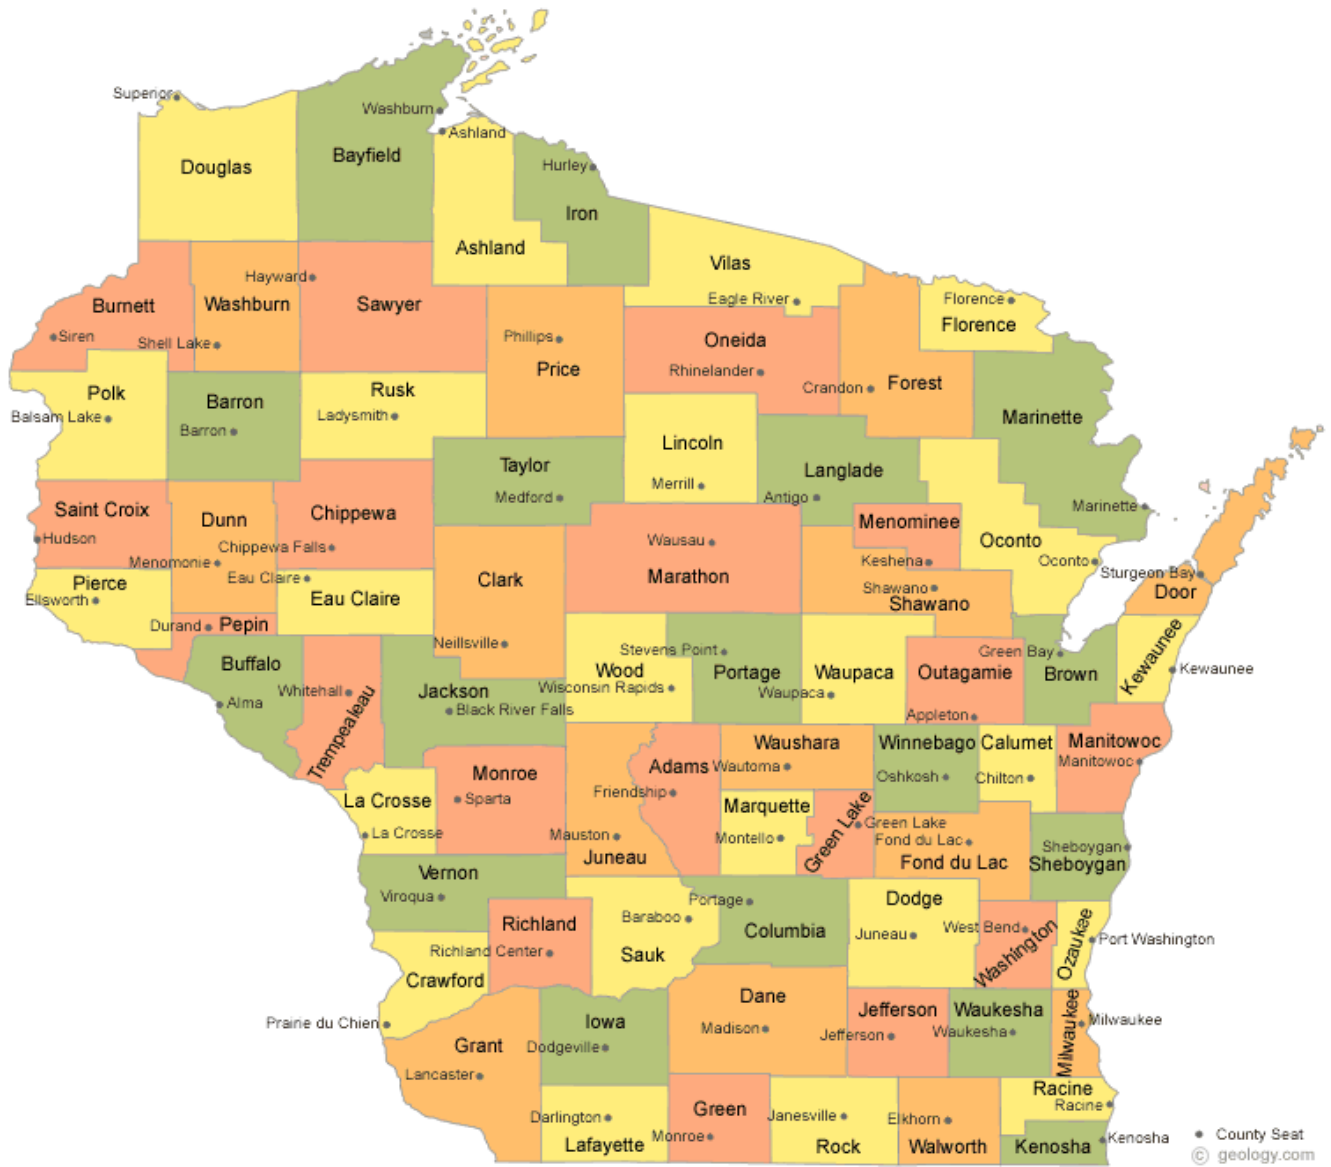 Superior
Washburn
Ashland
Bayfield
Douglas
Hurley
Iron
Ashland
Vilas
Hayward
Burnett
Washburn
Sawyer
Eagle River
Florence
Florence
Siren
Shell Lake
Phillips
Oneida
Price
Rhinelander
Crandon
Forest
Polk
Rusk
Barron
Balsam Lake
Ladysmith
Barron
Marinette
Lincoln
Taylor
Langlade
Merrill
Medford
Antigo
Marinette
Saint Croix
Chippewa
Dunn
Menominee
Hudson
Chippewa Falls
Wausau
Oconto
Menomonie
Keshena
Oconto
Eau Claire
Clark
Marathon
Sturgeon Bay
Pierce
Shawano
Door
Ellsworth
Eau Claire
Shawano
Durand
Pepin
Neillsville
Stevens Point
Green Bay
Kewaunee
Buffalo
Wood
Portage
Waupaca
Outagamie
Brown
Kewaunee
Whitehall
Jackson
Wisconsin Rapids
Waupaca
Alma
Black River Falls
Appleton
Trempealeau
Waushara
Winnebago
Calumet
Manitowoc
Adams
Wautoma
Manitowoc
Monroe
Oshkosh
Chilton
La Crosse
Sparta
Friendship
Marquette
Green Lake
Green Lake
La Crosse
Mauston
Montello
Fond du Lac
Sheboygan
Juneau
Fond du Lac
Sheboygan
Vernon
Viroqua
Portage
Dodge
Richland
Baraboo
Columbia
Juneau
West Bend
Washington
Ozaukee
Port Washington
Richland Center
Sauk
Crawford
Dane
Prairie du Chien
Iowa
Madison
Jefferson
Waukesha
Milwaukee
Milwaukee
Grant
Dodgeville
Jefferson
Waukesha
Lancaster
Racine
Darlington
Green
Janesville
Elkhorn
Racine
Lafayette
Monroe
Rock
Walworth
Kenosha
Kenosha
County Seat
© geology.com